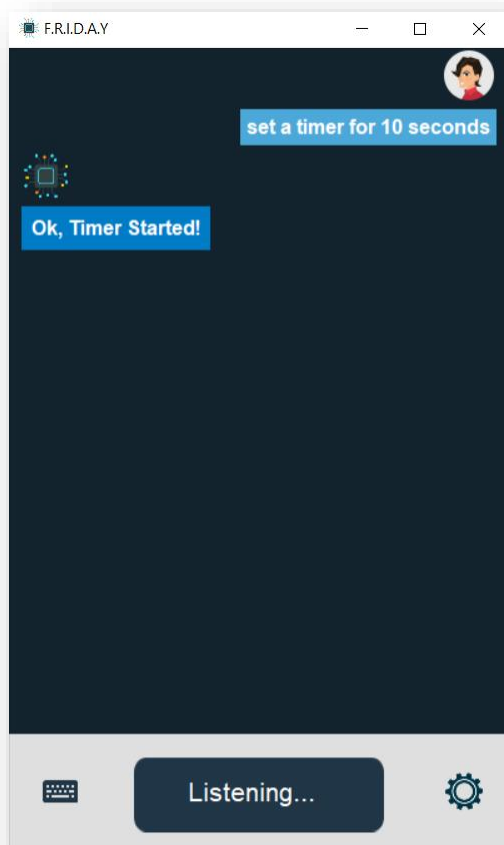 F.R.I.D.A.Y
set a timer for 10 seconds
Ok, Timer Started!
Listening...